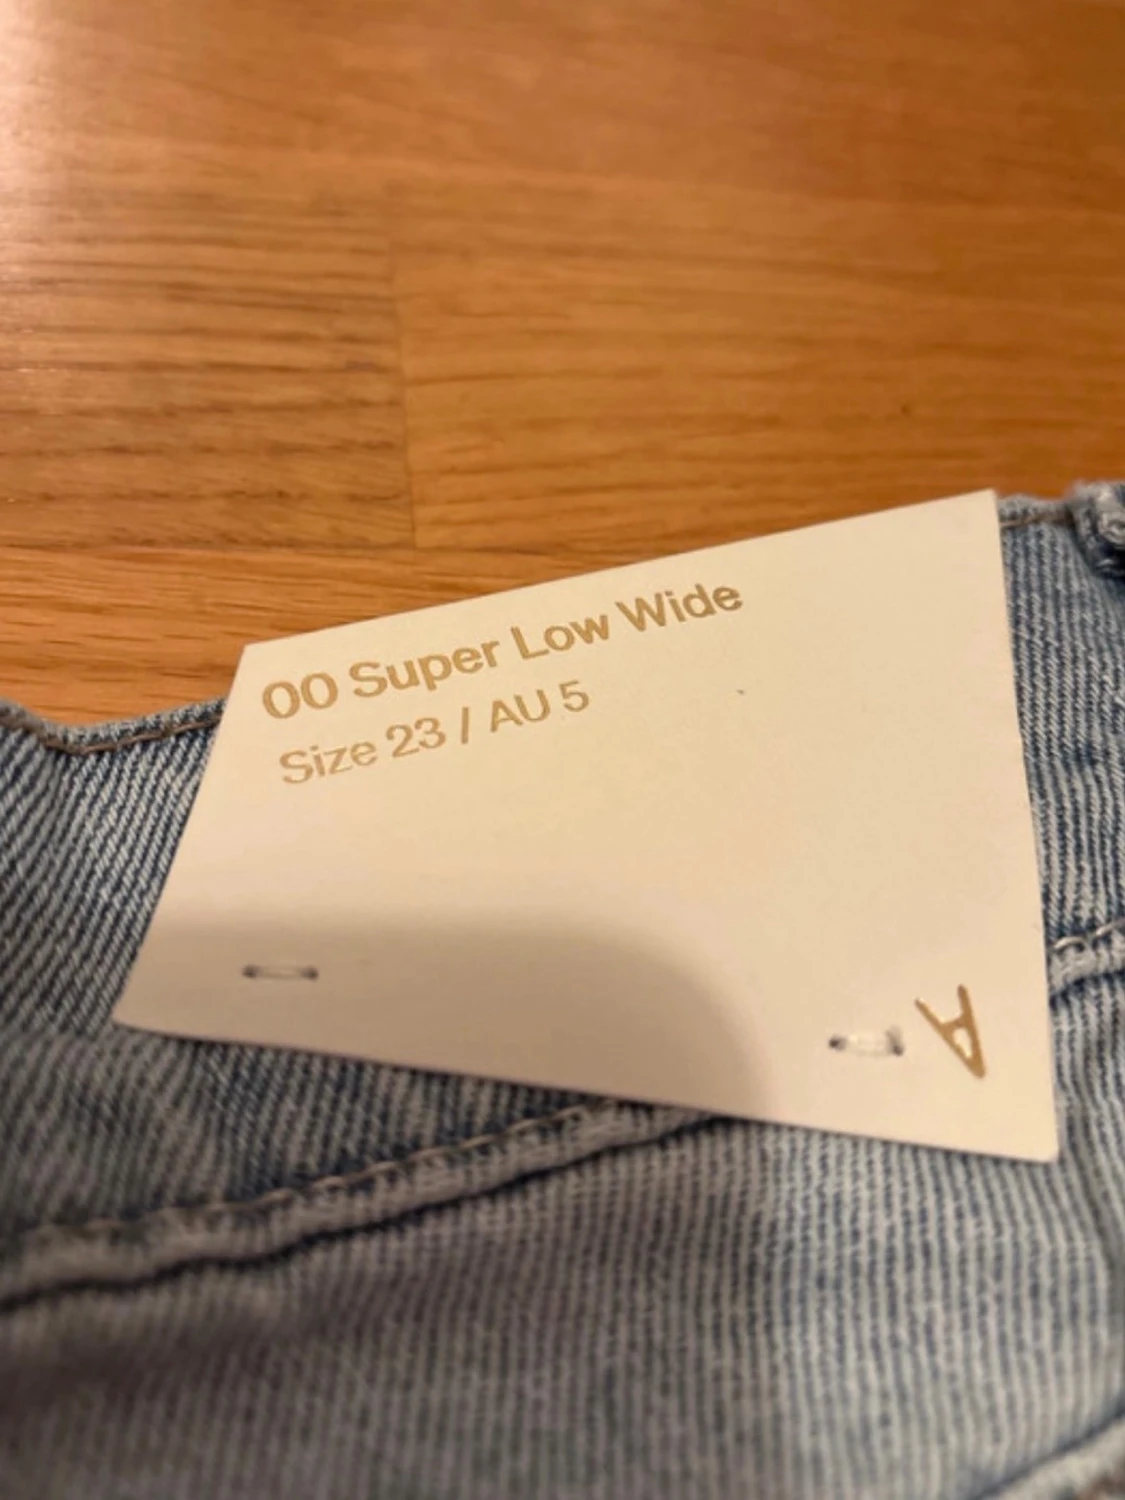 00 Super Low Wide
Size 23 / AU 5
A